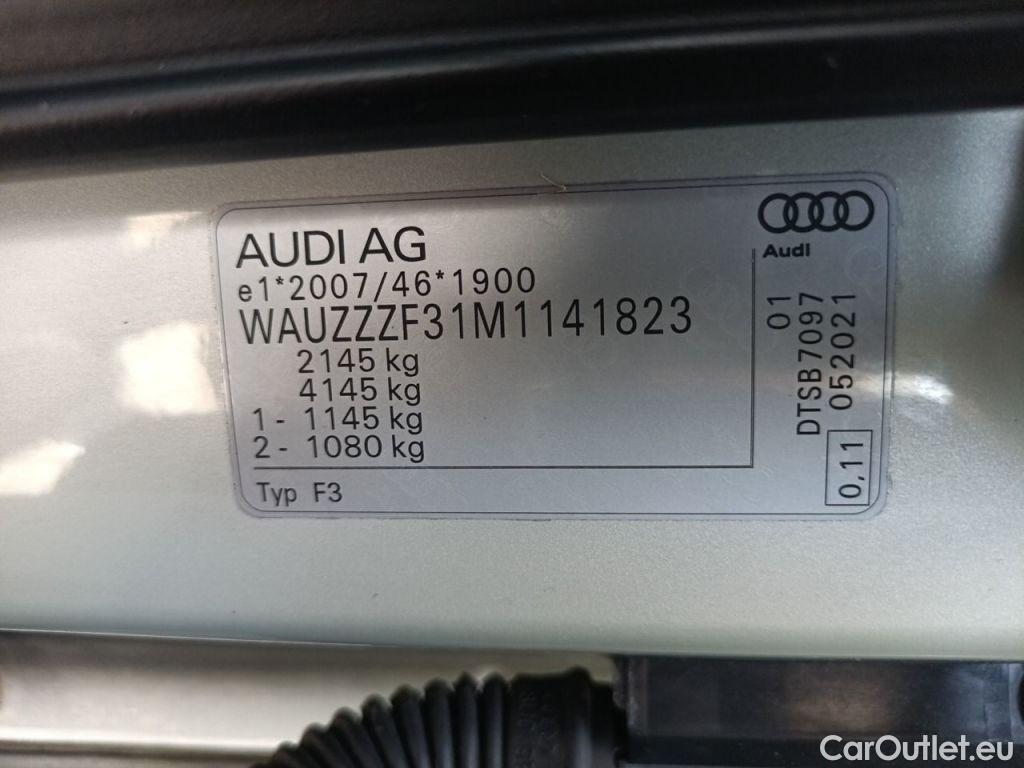 AUDI AG
e1*2007/46*1900
WAUZZZF31M1141823
2145 kg
4145 kg
1 - 1145 kg
2 - 1080 kg
Typ F3
Audi
01
DTSB7097
052021
0,11
CarOutlet.eu